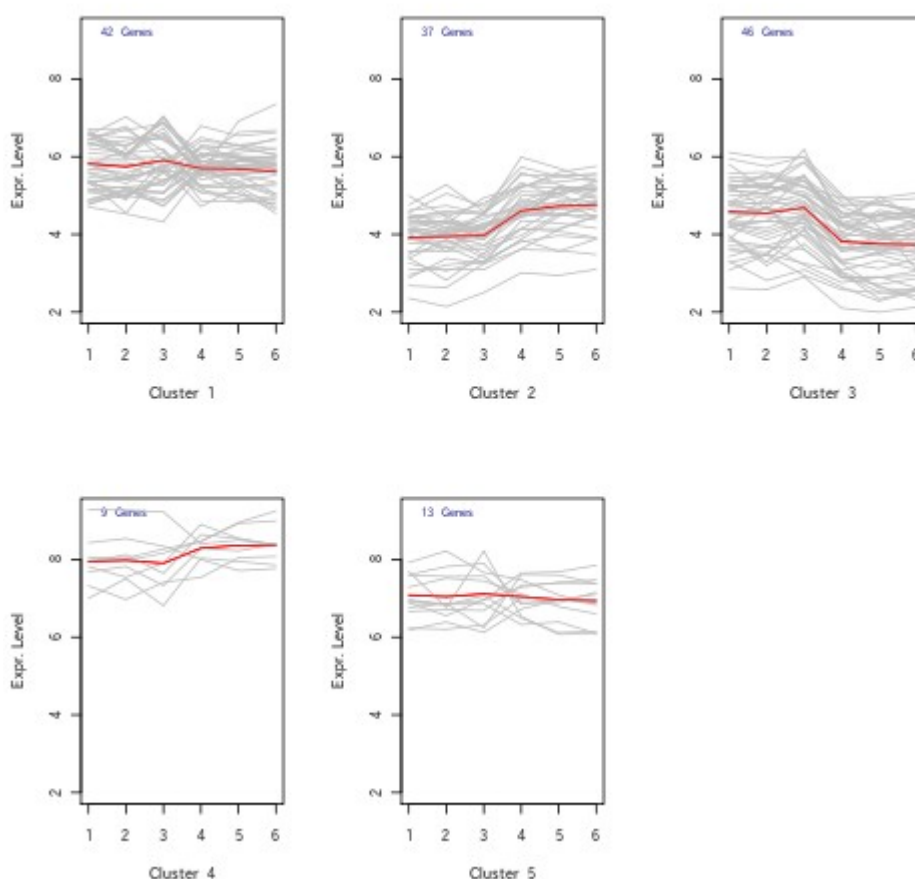 42 Genes
Expr. Level
8
6
4
2
1 2 3 4 5 6
Cluster 1
37 Genes
Expr. Level
8
6
4
2
1 2 3 4 5 6
Cluster 2
46 Genes
Expr. Level
8
6
4
2
1 2 3 4 5 6
Cluster 3
9 Genes
Expr. Level
8
6
4
2
1 2 3 4 5 6
Cluster 4
13 Genes
Expr. Level
8
6
4
2
1 2 3 4 5 6
Cluster 5